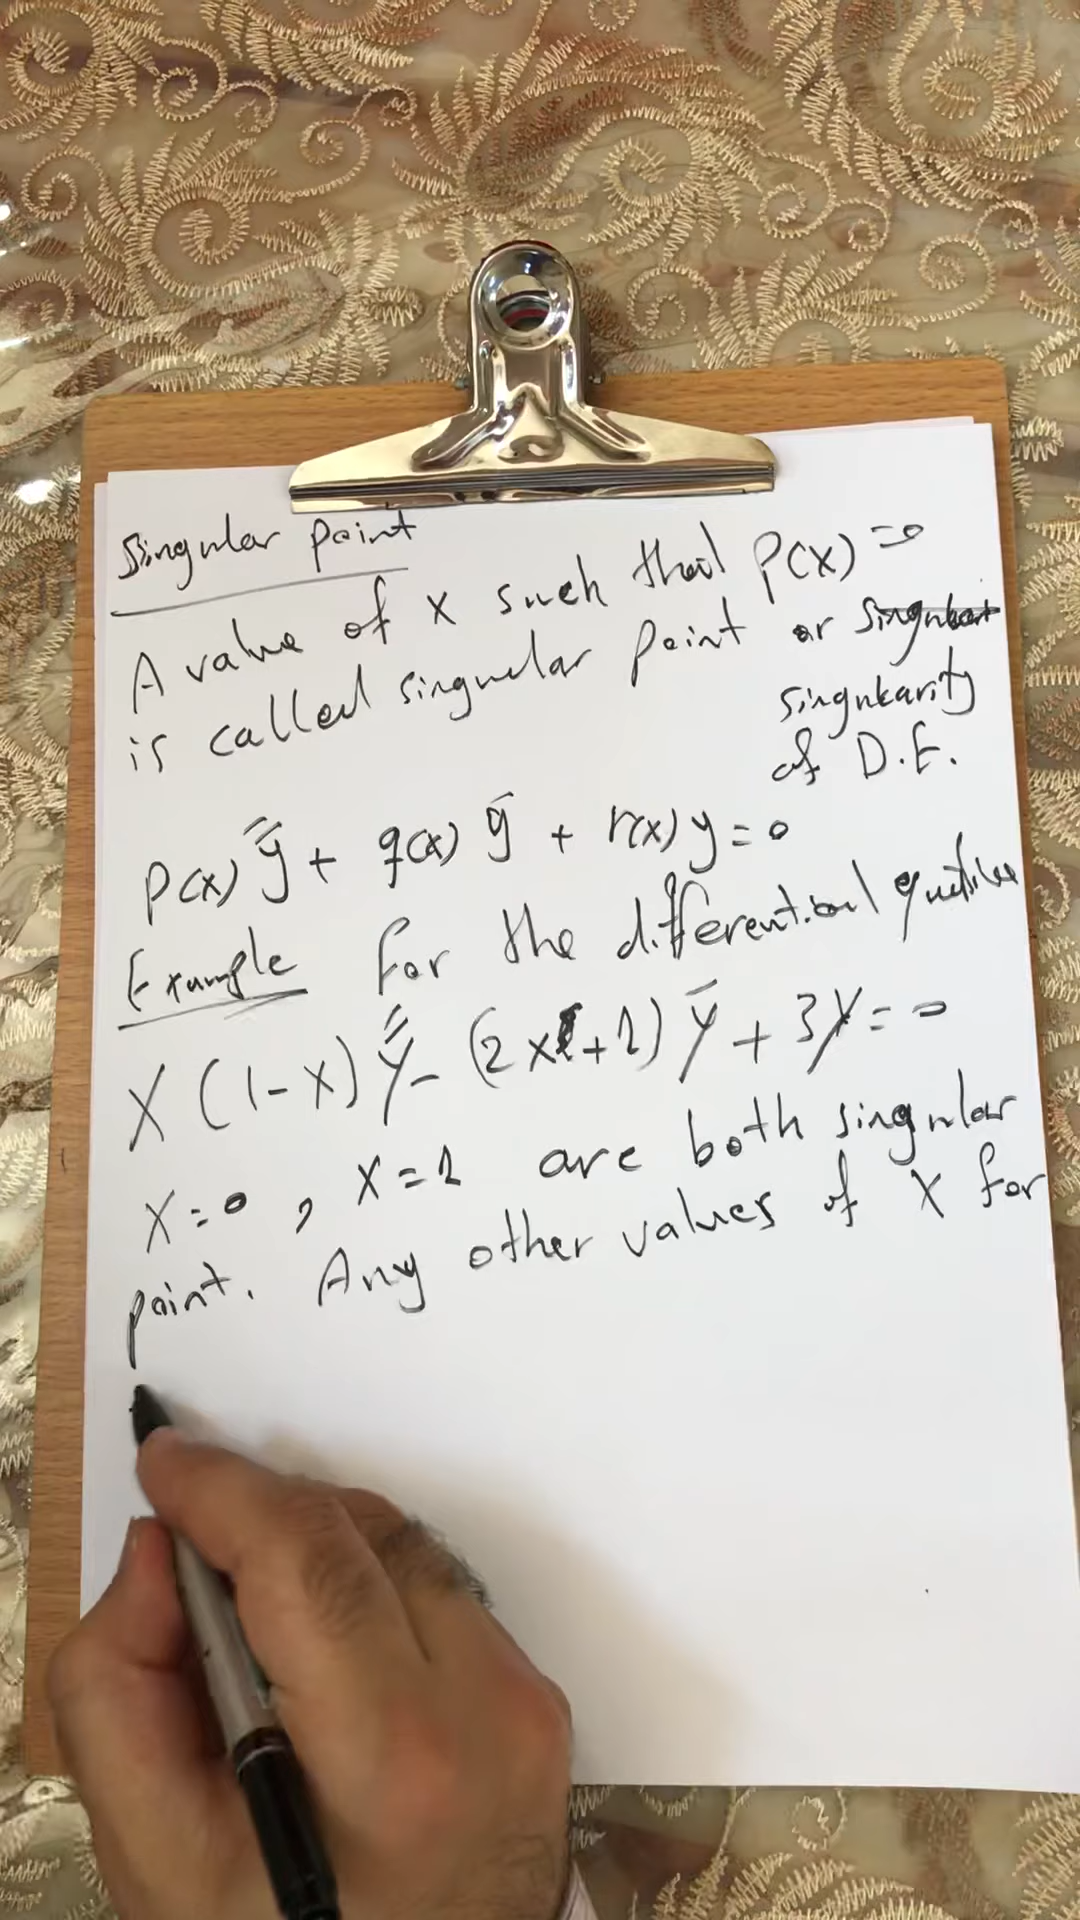 Singular point
A value of x such that P(x)=0
is called singular point or singular
singularity
of D.E.
P(x) y̿ + q(x) y̅ + r(x) y = 0
Example For the differential
X (1-x) y̿ - (2x+1) y̅ + 3y = 0
X=0, X=1 are both singular
point. Any other values of X for